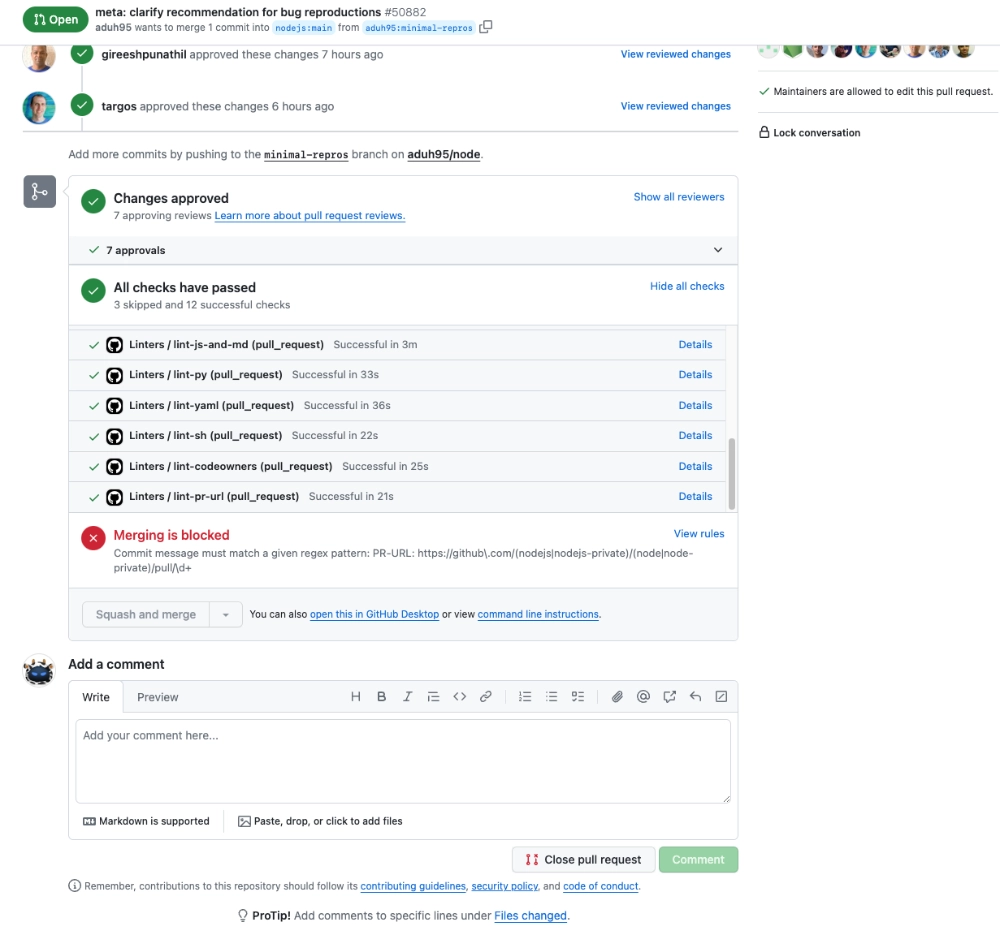 Open
meta: clarify recommendation for bug reproductions #50882
aduh95 wants to merge 1 commit into nodejs:main from aduh95:minimal-repros
gireeshpunathil approved these changes 7 hours ago
View reviewed changes
targos approved these changes 6 hours ago
View reviewed changes
Maintainers are allowed to edit this pull request.
Lock conversation
Add more commits by pushing to the minimal-repros branch on aduh95/node.
Changes approved
Show all reviewers
7 approving reviews Learn more about pull request reviews.
7 approvals
All checks have passed
Hide all checks
3 skipped and 12 successful checks
Linters / lint-js-and-md (pull_request) Successful in 3m
Details
Linters / lint-py (pull_request) Successful in 33s
Details
Linters / lint-yaml (pull_request) Successful in 36s
Details
Linters / lint-sh (pull_request) Successful in 22s
Details
Linters / lint-codeowners (pull_request) Successful in 25s
Details
Linters / lint-pr-url (pull_request) Successful in 21s
Details
Merging is blocked
View rules
Commit message must match a given regex pattern: PR-URL: https://github\.com/(nodejs|nodejs-private)/(node|node-
private)/pull/\d+
Squash and merge
You can also open this in GitHub Desktop or view command line instructions.
Add a comment
Write
Preview
Add your comment here...
Markdown is supported
Paste, drop, or click to add files
Close pull request
Comment
Remember, contributions to this repository should follow its contributing guidelines, security policy, and code of conduct.
ProTip! Add comments to specific lines under Files changed.